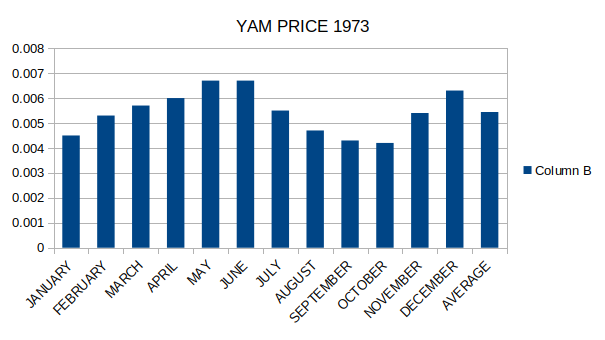 YAM PRICE 1973
0.008
0.007
0.006
0.005
0.004
0.003
0.002
0.001
0
Column B
JANUARY
FEBRUARY
MARCH
APRIL
MAY
JUNE
JULY
AUGUST
SEPTEMBER
OCTOBER
NOVEMBER
DECEMBER
AVERAGE